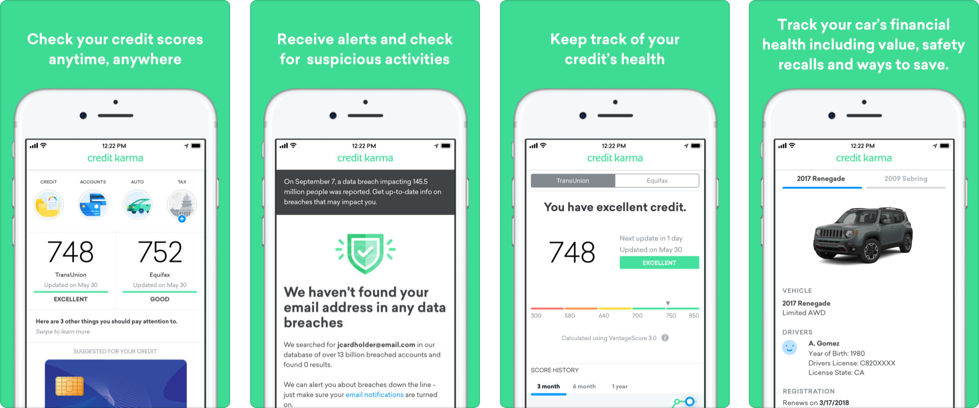 Check your credit scores
anytime, anywhere
12:22 PM
credit karma
CREDIT
ACCOUNTS
AUTO
TAX
748
752
TransUnion
Equifax
Updated on May 30
Updated on May 30
EXCELLENT
GOOD
Here are 3 other things you should pay attention to.
Swipe to learn more
SUGGESTED FOR YOUR CREDIT
Receive alerts and check
for suspicious activities
12:22 PM
credit karma
On September 7, a data breach impacting 145.5
million people was reported. Get up-to-date info on
breaches that may impact you.
We haven't found your
email address in any data
breaches
We searched for jcardholder@email.com in our
database of over 13 billion breached accounts and
found 0 results.
We can alert you about breaches down the line -
just make sure your email notifications are turned
on.
Keep track of your
credit's health
12:22 PM
credit karma
TransUnion
Equifax
You have excellent credit.
748
Next update in 1 day
Updated on May 30
EXCELLENT
300
580
640
700
750
850
Calculated using VantageScore 3.0
SCORE HISTORY
3 month
6 month
1 year
Track your car's financial
health including value, safety
recalls and ways to save.
12:22 PM
credit karma
2017 Renegade
2009 Sebring
VEHICLE
2017 Renegade
Limited AWD
DRIVERS
A. Gomez
Year of Birth: 1980
Drivers License: C820XXXX
License State: CA
REGISTRATION
Renews on 3/17/2018